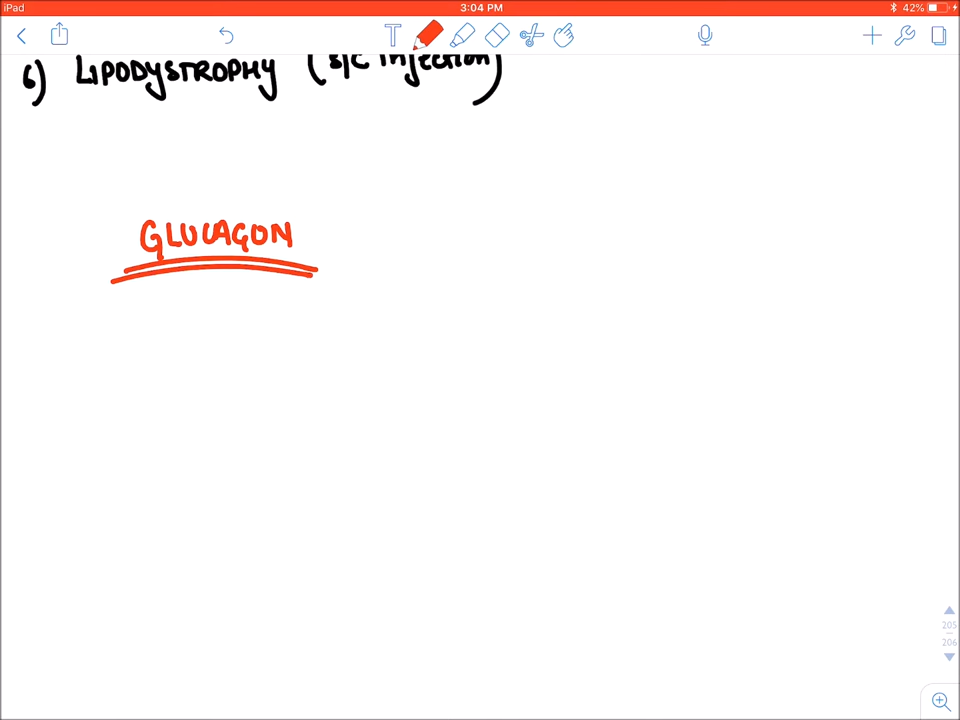 iPad 3:04 PM 42%
T
6) LIPODYSTROPHY (s/c injection)
GLUCAGON
205
206